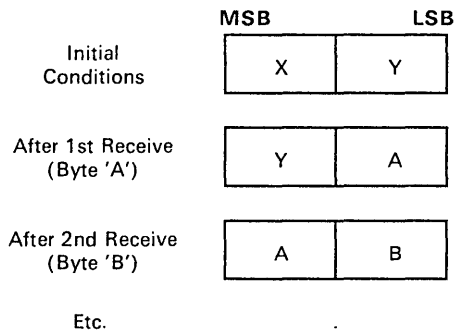 MSB LSB
Initial
Conditions
X Y
After 1st Receive
(Byte 'A')
Y A
After 2nd Receive
(Byte 'B')
A B
Etc. .